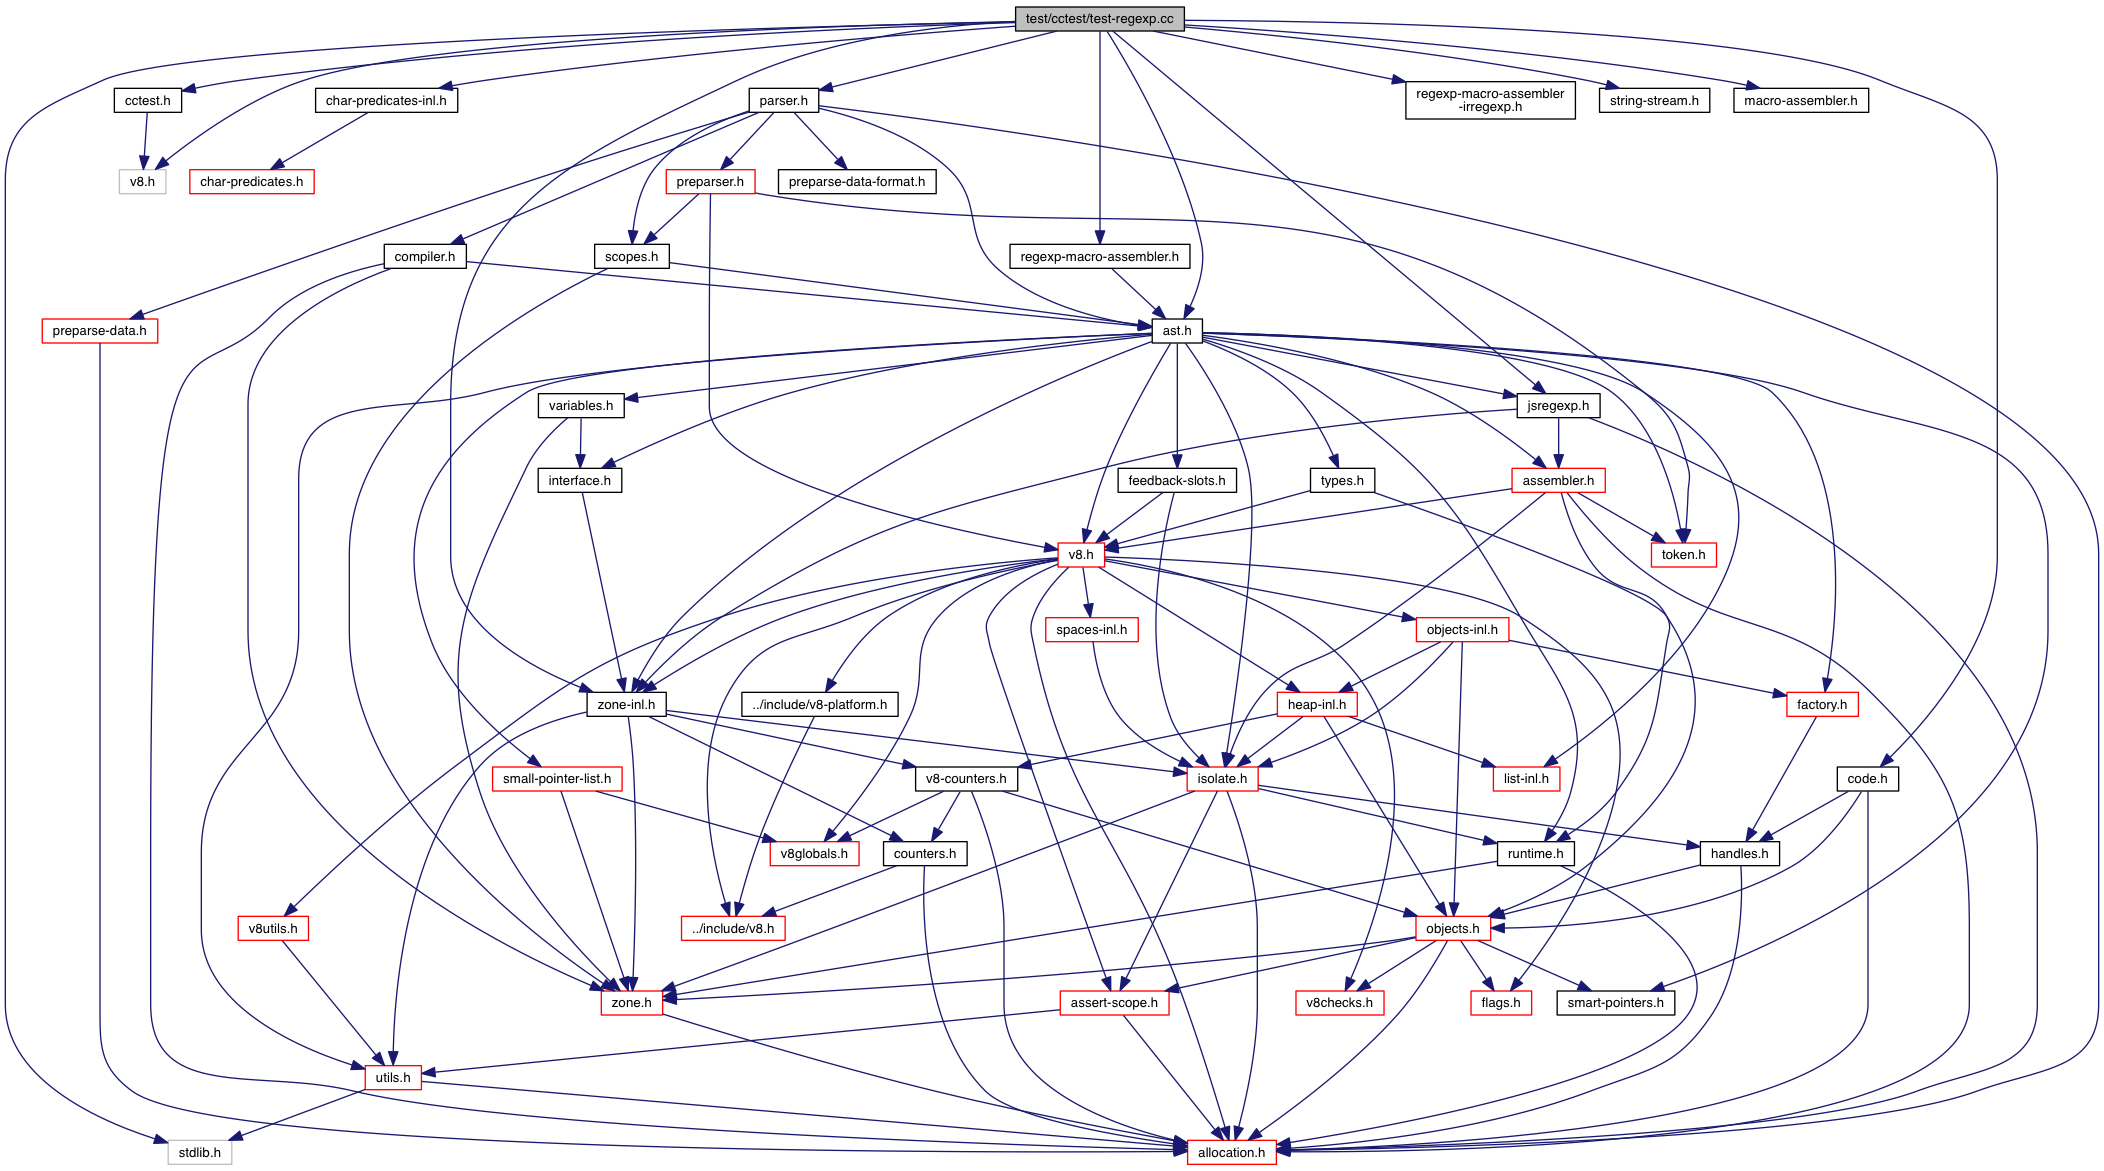 test/cctest/test-regexp.cc
cctest.h
char-predicates-inl.h
parser.h
regexp-macro-assembler
-irregexp.h
string-stream.h
macro-assembler.h
v8.h
char-predicates.h
preparser.h
preparse-data-format.h
compiler.h
scopes.h
regexp-macro-assembler.h
preparse-data.h
ast.h
variables.h
jsregexp.h
interface.h
feedback-slots.h
types.h
assembler.h
v8.h
token.h
spaces-inl.h
objects-inl.h
zone-inl.h
../include/v8-platform.h
heap-inl.h
factory.h
small-pointer-list.h
v8-counters.h
isolate.h
list-inl.h
code.h
v8globals.h
counters.h
runtime.h
handles.h
v8utils.h
../include/v8.h
objects.h
zone.h
assert-scope.h
v8checks.h
flags.h
smart-pointers.h
utils.h
stdlib.h
allocation.h